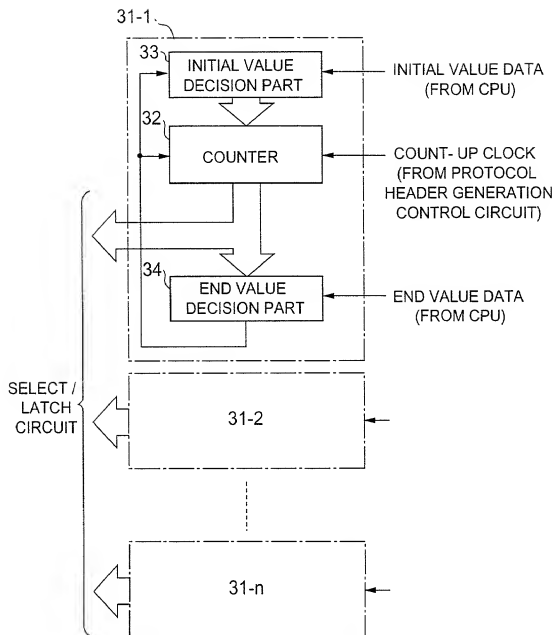 31-1
33
INITIAL VALUE
DECISION PART
INITIAL VALUE DATA
(FROM CPU)
32
COUNTER
COUNT- UP CLOCK
(FROM PROTOCOL
HEADER GENERATION
CONTROL CIRCUIT)
34
END VALUE
DECISION PART
END VALUE DATA
(FROM CPU)
SELECT /
LATCH
CIRCUIT
31-2
31-n